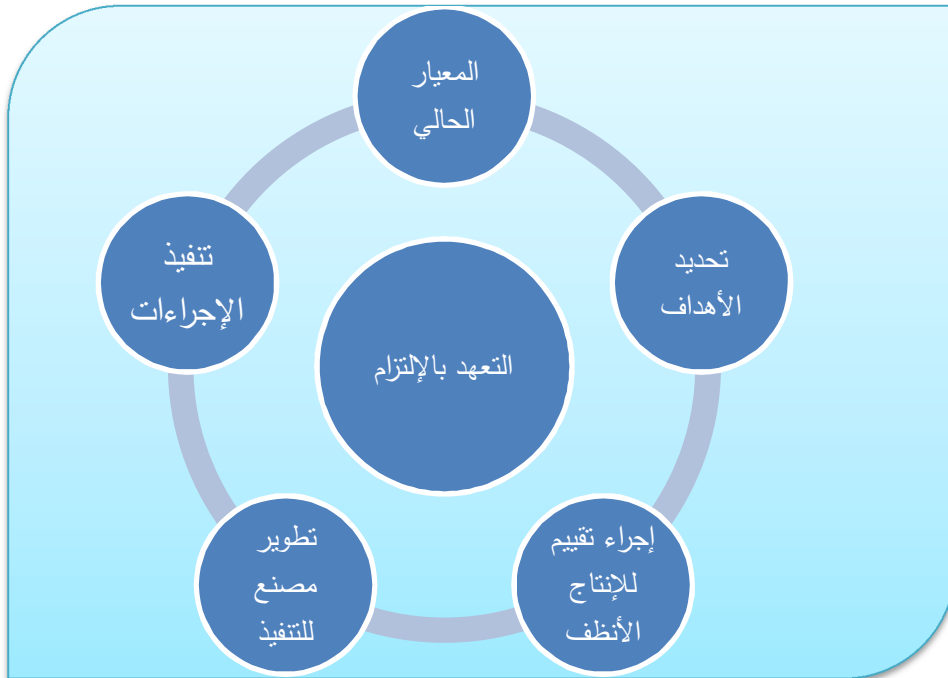 المعيار
الحالي
تحديد
الأهداف
إجراء تقييم
للإنتاج
الأنظف
تطوير
مصنع
للتنفيذ
تنفيذ
الإجراءات
التعهد بالإلتزام